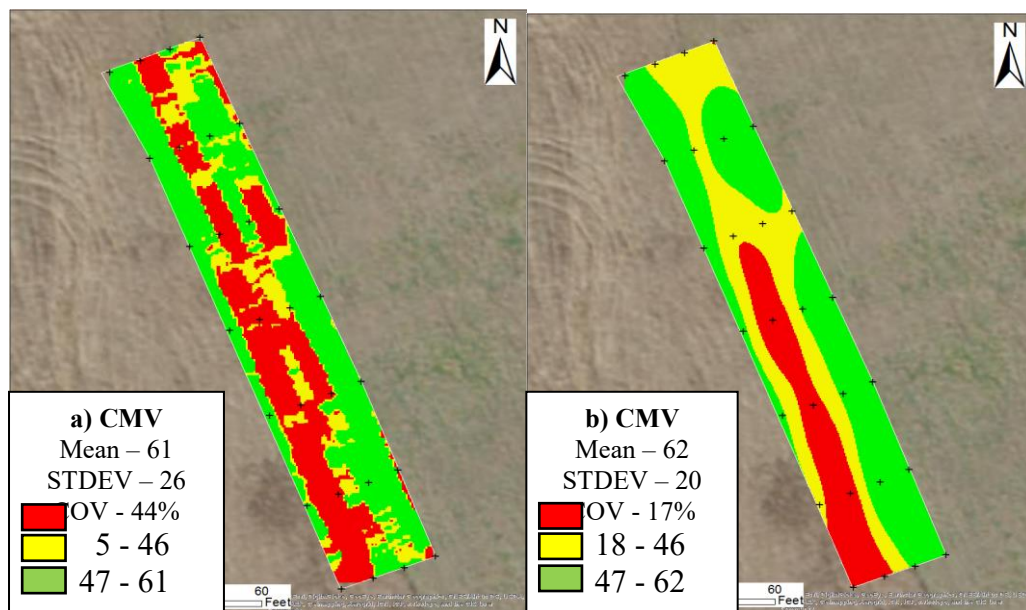 N
a) CMV
Mean – 61
STDEV – 26
COV - 44%
5 - 46
47 - 61
60
Feet
N
b) CMV
Mean – 62
STDEV – 20
COV - 17%
18 - 46
47 - 62
60
Feet